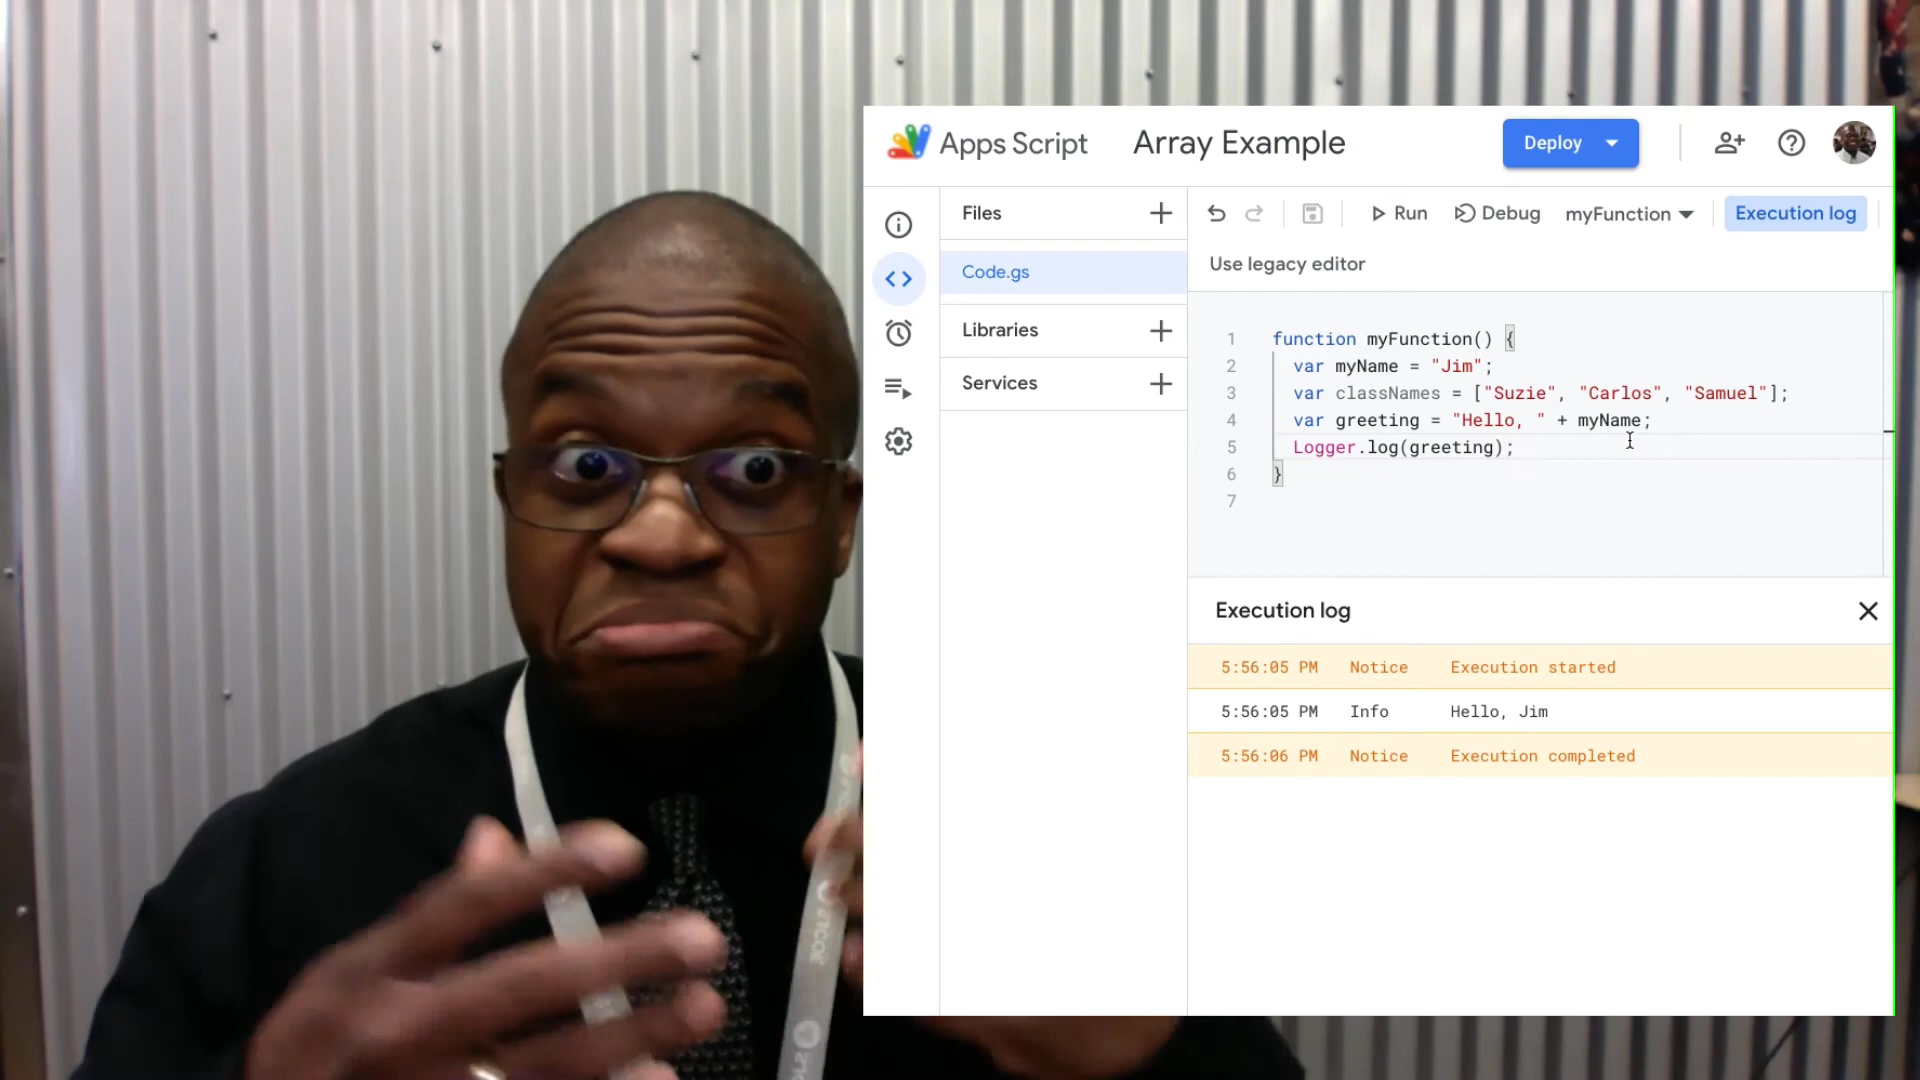 Apps Script
Array Example
Deploy
Files
Run
Debug
myFunction
Execution log
Use legacy editor
Code.gs
Libraries
Services
1 function myFunction() {
2 var myName = "Jim";
3 var classNames = ["Suzie", "Carlos", "Samuel"];
4 var greeting = "Hello, " + myName;
5 Logger.log(greeting);
6 }
7
Execution log
5:56:05 PM Notice Execution started
5:56:05 PM Info Hello, Jim
5:56:06 PM Notice Execution completed